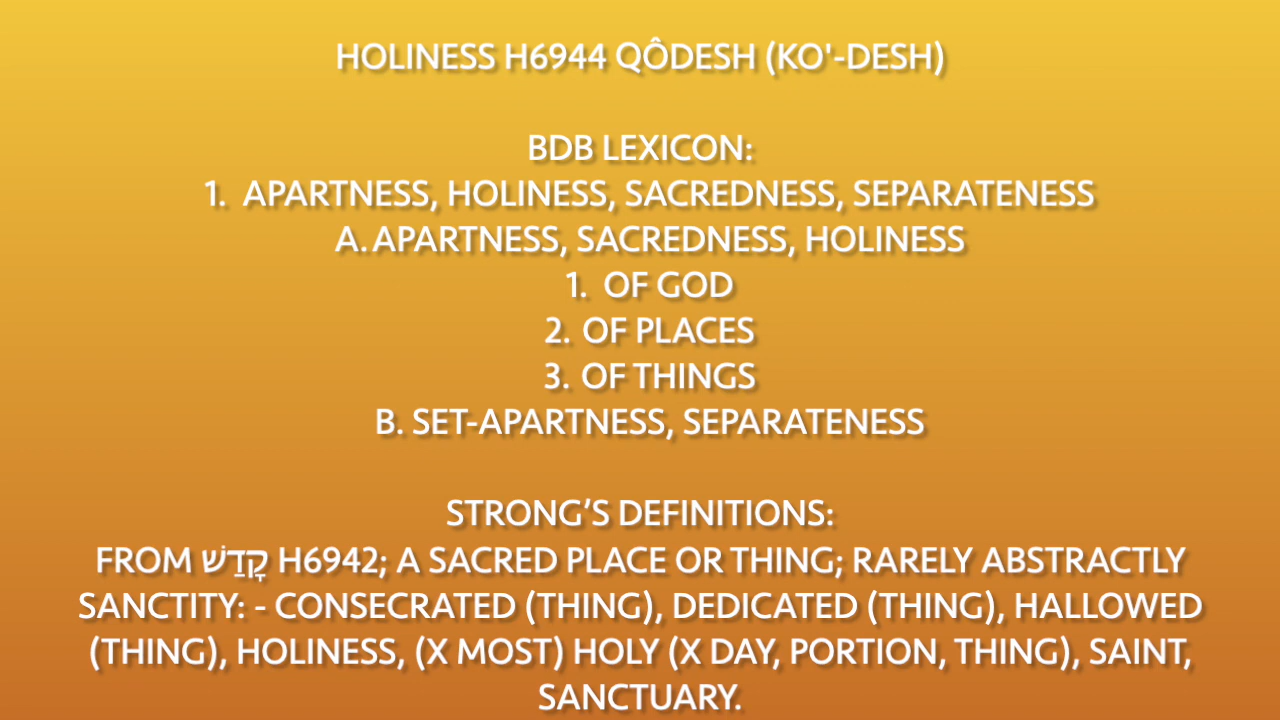 HOLINESS H6944 QÔDESH (KO'-DESH)
BDB LEXICON:
1. APARTNESS, HOLINESS, SACREDNESS, SEPARATENESS
A. APARTNESS, SACREDNESS, HOLINESS
1. OF GOD
2. OF PLACES
3. OF THINGS
B. SET-APARTNESS, SEPARATENESS
STRONG’S DEFINITIONS:
FROM קָדַשׁ H6942; A SACRED PLACE OR THING; RARELY ABSTRACTLY
SANCTITY: - CONSECRATED (THING), DEDICATED (THING), HALLOWED
(THING), HOLINESS, (X MOST) HOLY (X DAY, PORTION, THING), SAINT,
SANCTUARY.